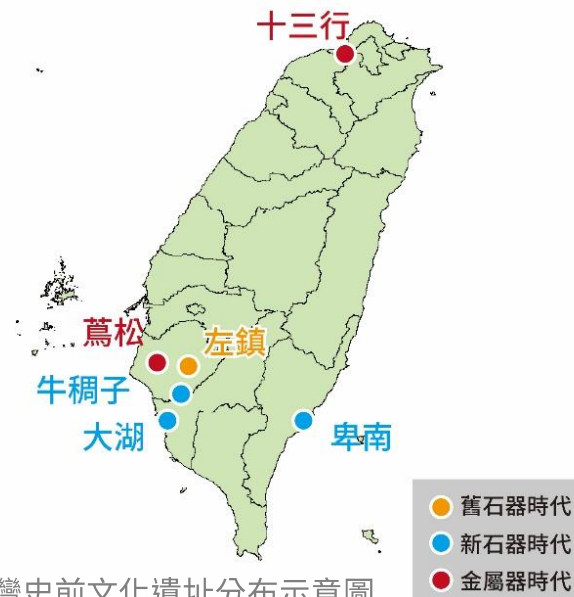 十三行
蔦松
左鎮
牛稠子
大湖
卑南
舊石器時代
新石器時代
金屬器時代
灣史前文化遺址分布示意圖